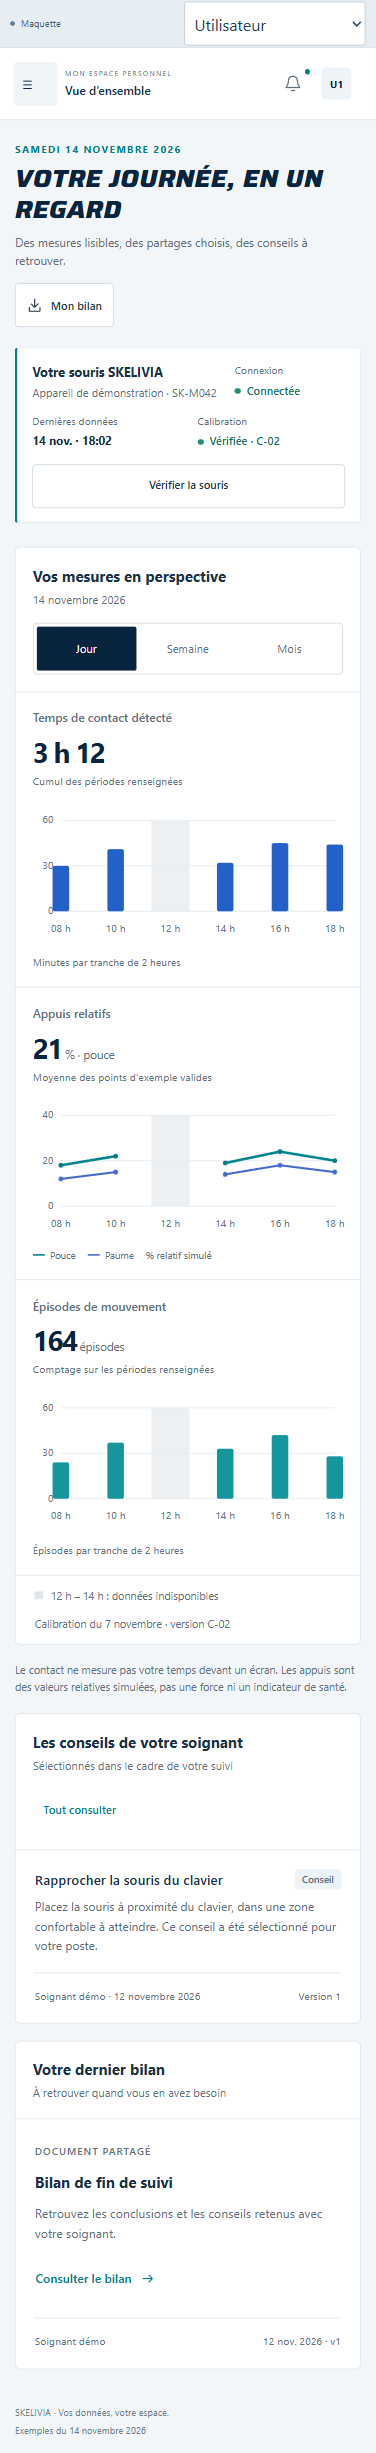 Maquette
Utilisateur
MON ESPACE PERSONNEL
Vue d'ensemble
U1
SAMEDI 14 NOVEMBRE 2026
VOTRE JOURNÉE, EN UN
REGARD
Des mesures lisibles, des partages choisis, des conseils à
retrouver.
Mon bilan
Votre souris SKELIVIA
Appareil de démonstration · SK-M042
Connexion
Connectée
Dernières données
14 nov. · 18:02
Calibration
Vérifiée · C-02
Vérifier la souris
Vos mesures en perspective
14 novembre 2026
Jour Semaine Mois
Temps de contact détecté
3 h 12
Cumul des périodes renseignées
60
30
0
08 h 10 h 12 h 14 h 16 h 18 h
Minutes par tranche de 2 heures
Appuis relatifs
21 % · pouce
Moyenne des points d'exemple valides
40
20
0
08 h 10 h 12 h 14 h 16 h 18 h
Pouce Paume % relatif simulé
Épisodes de mouvement
164 épisodes
Comptage sur les périodes renseignées
60
30
0
08 h 10 h 12 h 14 h 16 h 18 h
Épisodes par tranche de 2 heures
12 h – 14 h : données indisponibles
Calibration du 7 novembre · version C-02
Le contact ne mesure pas votre temps devant un écran. Les appuis sont
des valeurs relatives simulées, pas une force ni un indicateur de santé.
Les conseils de votre soignant
Sélectionnés dans le cadre de votre suivi
Tout consulter
Rapprocher la souris du clavier
Conseil
Placez la souris à proximité du clavier, dans une zone
confortable à atteindre. Ce conseil a été sélectionné pour
votre poste.
Soignant démo · 12 novembre 2026 Version 1
Votre dernier bilan
À retrouver quand vous en avez besoin
DOCUMENT PARTAGÉ
Bilan de fin de suivi
Retrouvez les conclusions et les conseils retenus avec
votre soignant.
Consulter le bilan →
Soignant démo 12 nov. 2026 · v1
SKELIVIA · Vos données, votre espace.
Exemples du 14 novembre 2026